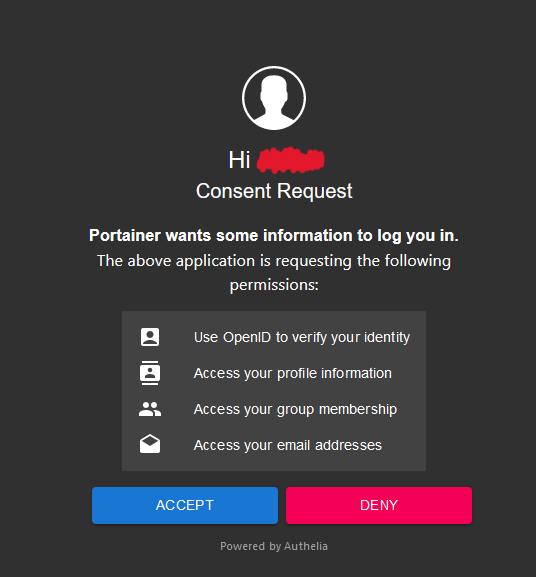 Hi
Consent Request
Portainer wants some information to log you in.
The above application is requesting the following
permissions:
Use OpenID to verify your identity
Access your profile information
Access your group membership
Access your email addresses
ACCEPT
DENY
Powered by Authelia